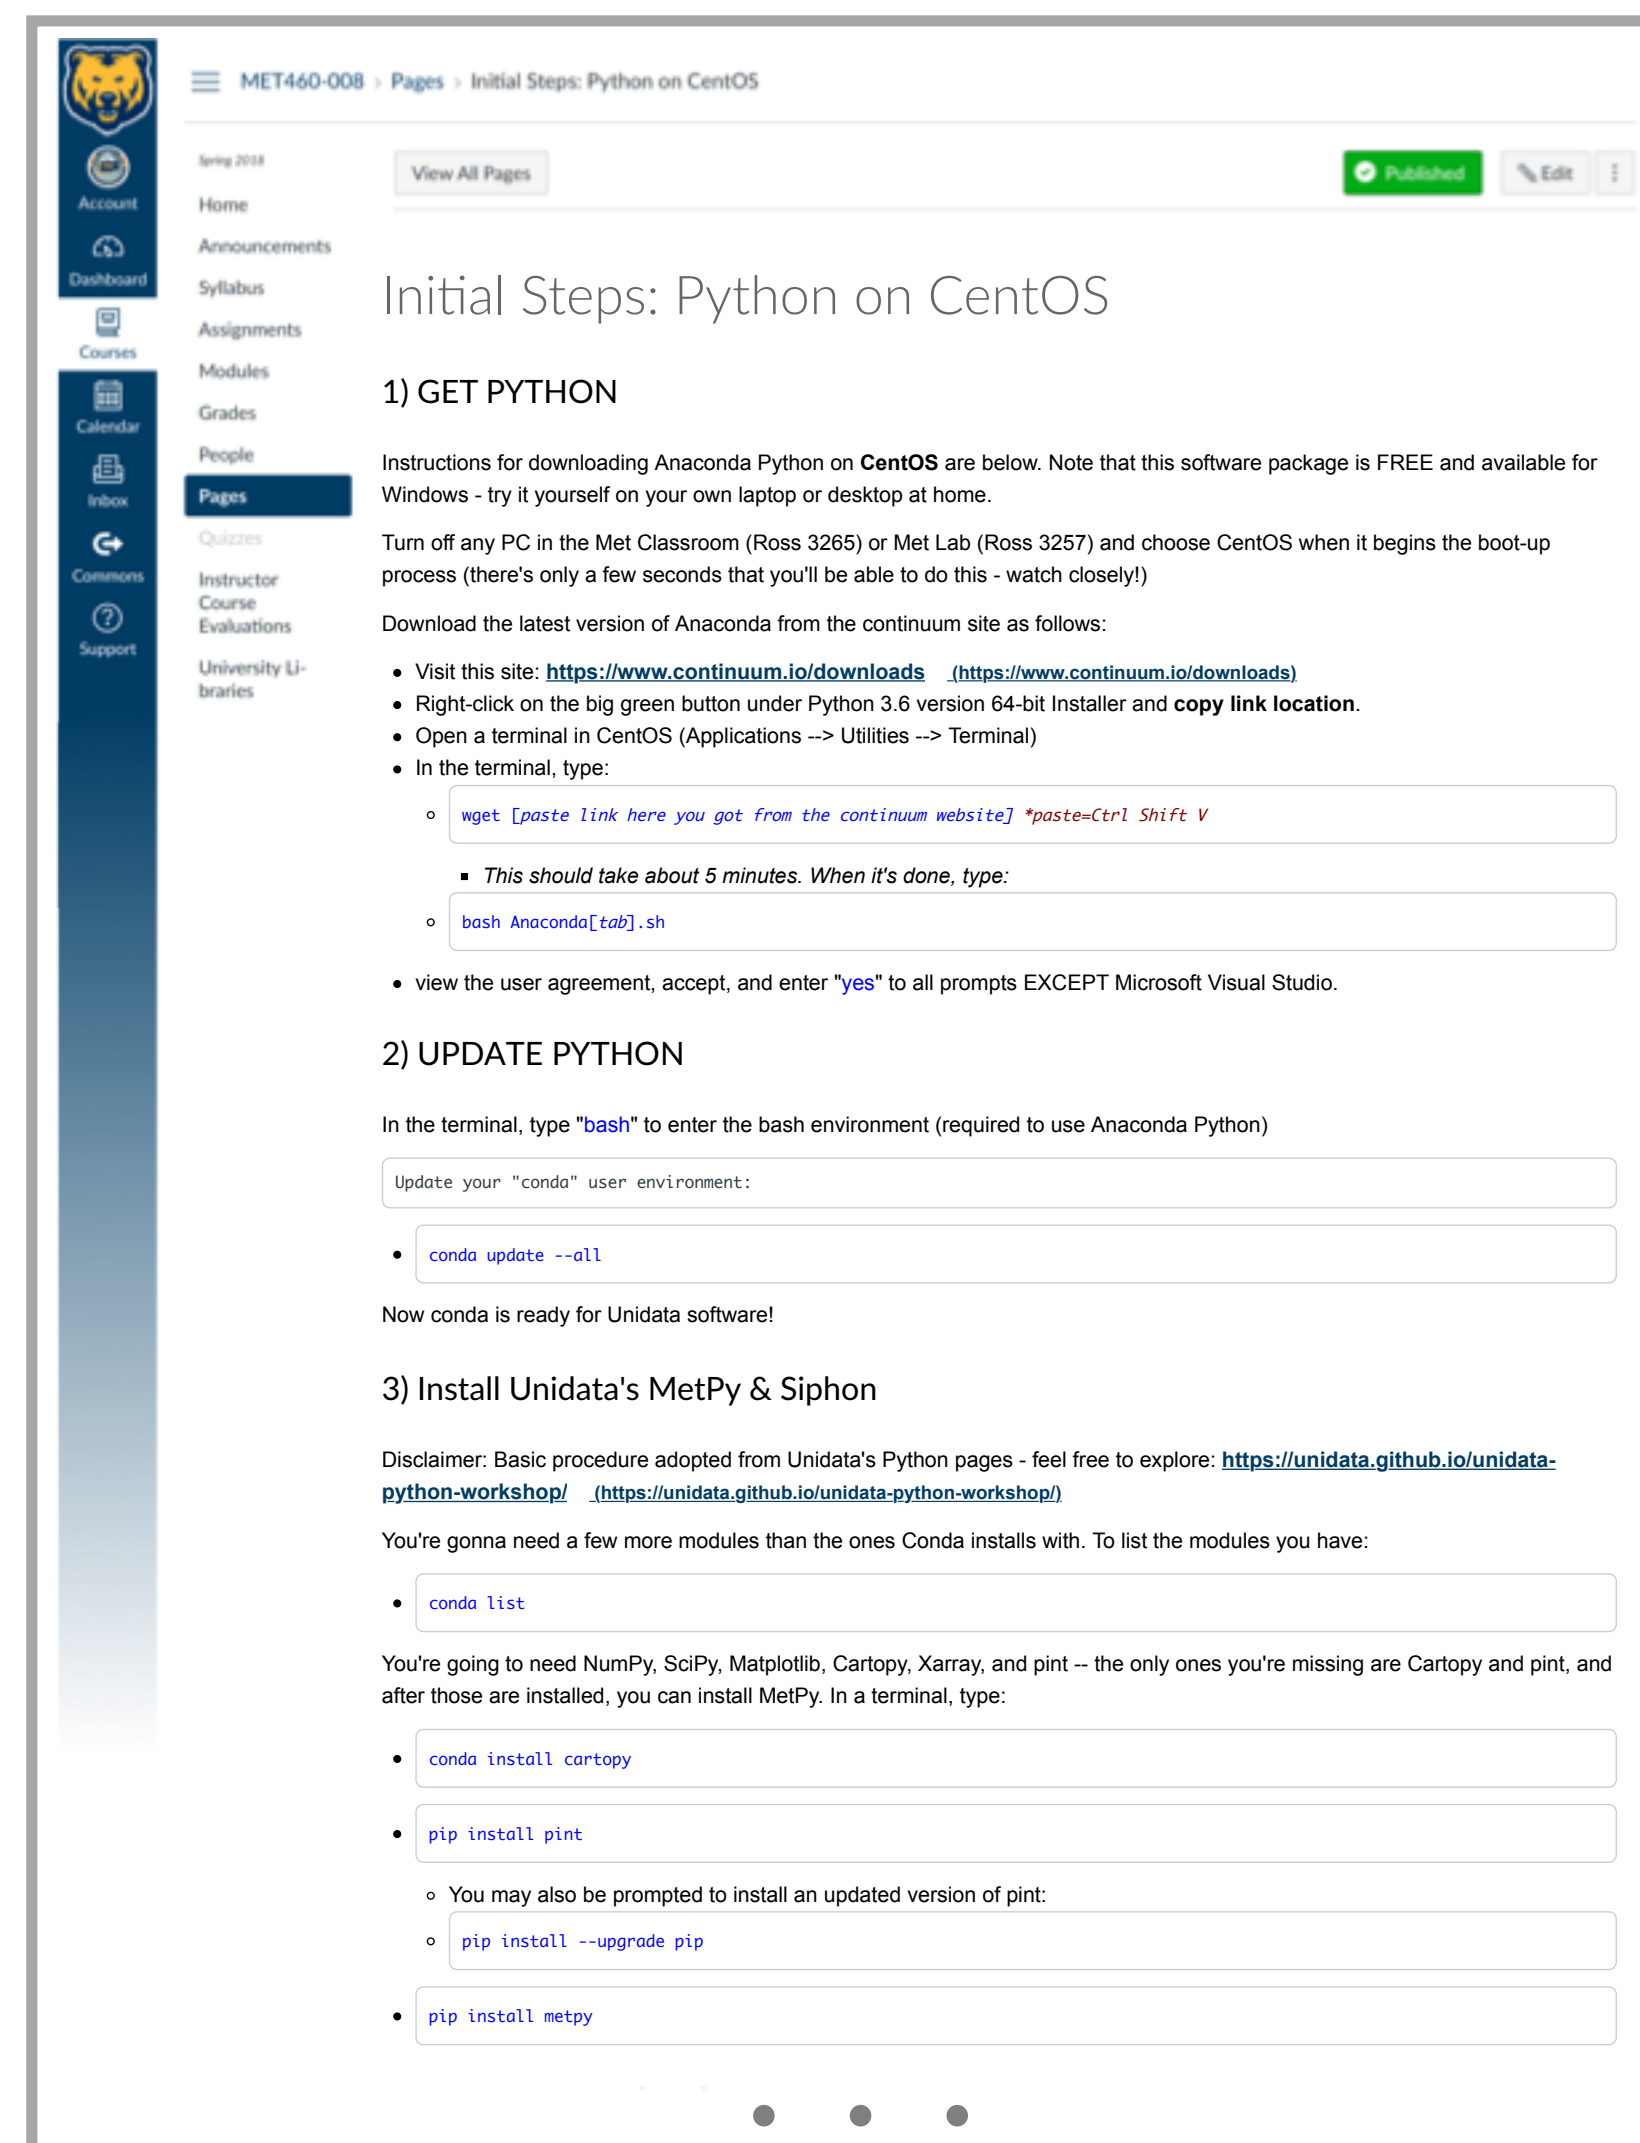 MET460-008 > Pages > Initial Steps: Python on CentOS
Account
Dashboard
Courses
Calendar
Inbox
Commons
Support
Spring 2018
Home
Announcements
Syllabus
Assignments
Modules
Grades
People
Pages
Quizzes
Instructor
Course
Evaluations
University Li-
braries
View All Pages
Published
Edit
Initial Steps: Python on CentOS
1) GET PYTHON
Instructions for downloading Anaconda Python on CentOS are below. Note that this software package is FREE and available for
Windows - try it yourself on your own laptop or desktop at home.
Turn off any PC in the Met Classroom (Ross 3265) or Met Lab (Ross 3257) and choose CentOS when it begins the boot-up
process (there's only a few seconds that you'll be able to do this - watch closely!)
Download the latest version of Anaconda from the continuum site as follows:
• Visit this site: https://www.continuum.io/downloads (https://www.continuum.io/downloads)
• Right-click on the big green button under Python 3.6 version 64-bit Installer and copy link location.
• Open a terminal in CentOS (Applications --> Utilities --> Terminal)
• In the terminal, type:
wget [paste link here you got from the continuum website] *paste=Ctrl Shift V
This should take about 5 minutes. When it's done, type:
bash Anaconda[tab].sh
• view the user agreement, accept, and enter "yes" to all prompts EXCEPT Microsoft Visual Studio.
2) UPDATE PYTHON
In the terminal, type "bash" to enter the bash environment (required to use Anaconda Python)
Update your "conda" user environment:
• conda update --all
Now conda is ready for Unidata software!
3) Install Unidata's MetPy & Siphon
Disclaimer: Basic procedure adopted from Unidata's Python pages - feel free to explore: https://unidata.github.io/unidata-
python-workshop/ (https://unidata.github.io/unidata-python-workshop/)
You're gonna need a few more modules than the ones Conda installs with. To list the modules you have:
• conda list
You're going to need NumPy, SciPy, Matplotlib, Cartopy, Xarray, and pint -- the only ones you're missing are Cartopy and pint, and
after those are installed, you can install MetPy. In a terminal, type:
• conda install cartopy
• pip install pint
You may also be prompted to install an updated version of pint:
pip install --upgrade pip
• pip install metpy